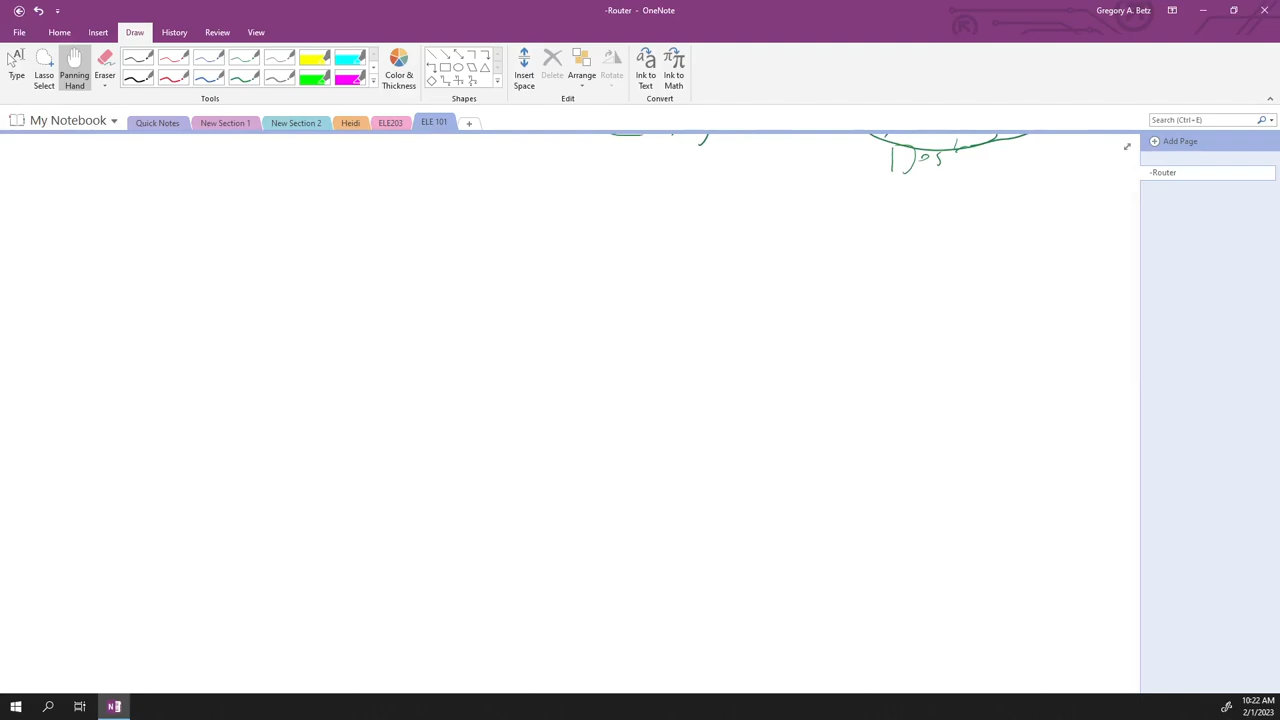 -Router - OneNote
Gregory A. Betz
File Home Insert Draw History Review View
Type
Lasso Select
Panning Hand
Eraser
Color & Thickness
Insert Space
Delete
Arrange
Rotate
Ink to Text
Ink to Math
Tools
Shapes
Edit
Convert
My Notebook
Quick Notes
New Section 1
New Section 2
Heidi
ELE203
ELE 101
Search (Ctrl+E)
Add Page
-Router
10:22 AM
2/1/2023